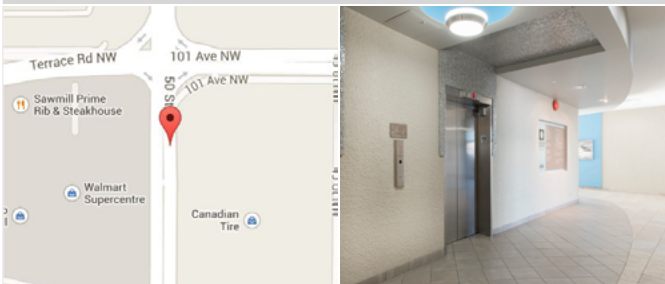 Terrace Rd NW
101 Ave NW
101 Ave NW
50 St
Sawmill Prime
Rib & Steakhouse
Walmart
Supercentre
Canadian
Tire